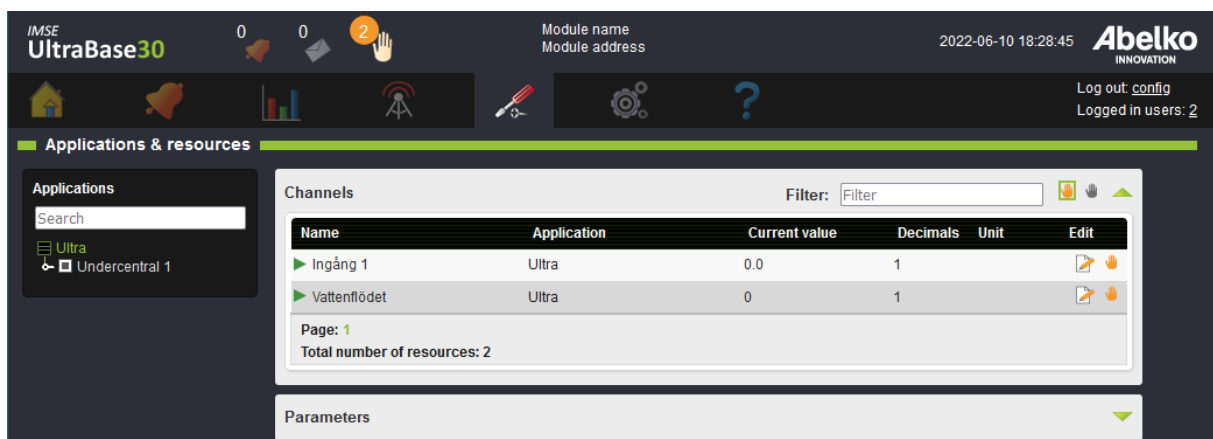 IMSE
UltraBase30
0
0
2
Module name
Module address
2022-06-10 18:28:45
Abelko
INNOVATION
Log out: config
Logged in users: 2
Applications & resources
Applications
Search
Ultra
Undercentral 1
Channels
Filter: Filter
Name Application Current value Decimals Unit Edit
Ingång 1 Ultra 0.0 1
Vattenflödet Ultra 0 1
Page: 1
Total number of resources: 2
Parameters